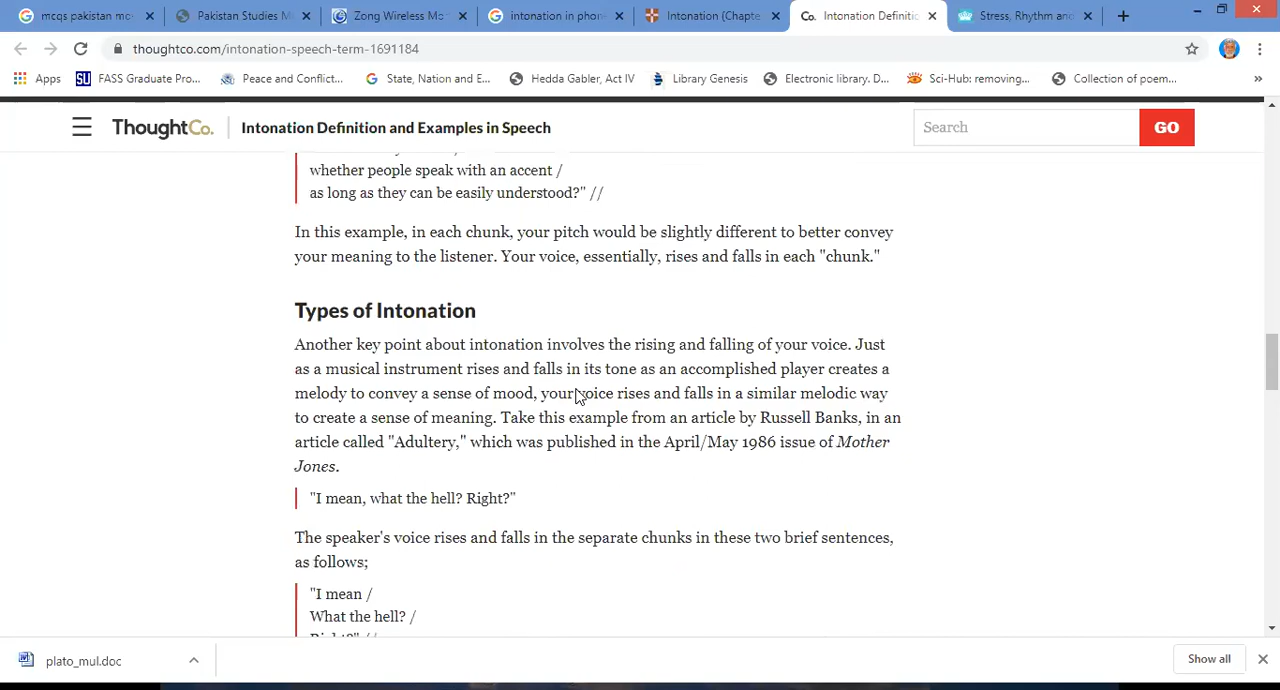 mcqs pakistan mo
Pakistan Studies M
Zong Wireless Mo
intonation in phon
Intonation (Chapte
Co. Intonation Definiti
Stress, Rhythm and
thoughtco.com/intonation-speech-term-1691184
Apps
SU FASS Graduate Pro...
Peace and Conflict...
State, Nation and E...
Hedda Gabler, Act IV
Library Genesis
Electronic library. D...
Sci-Hub: removing...
Collection of poem...
»
ThoughtCo.
Intonation Definition and Examples in Speech
Search
GO
whether people speak with an accent /
as long as they can be easily understood?" //
In this example, in each chunk, your pitch would be slightly different to better convey
your meaning to the listener. Your voice, essentially, rises and falls in each "chunk."
Types of Intonation
Another key point about intonation involves the rising and falling of your voice. Just
as a musical instrument rises and falls in its tone as an accomplished player creates a
melody to convey a sense of mood, your voice rises and falls in a similar melodic way
to create a sense of meaning. Take this example from an article by Russell Banks, in an
article called "Adultery," which was published in the April/May 1986 issue of Mother
Jones.
"I mean, what the hell? Right?"
The speaker's voice rises and falls in the separate chunks in these two brief sentences,
as follows;
"I mean /
What the hell? /
Right?" //
plato_mul.doc
Show all